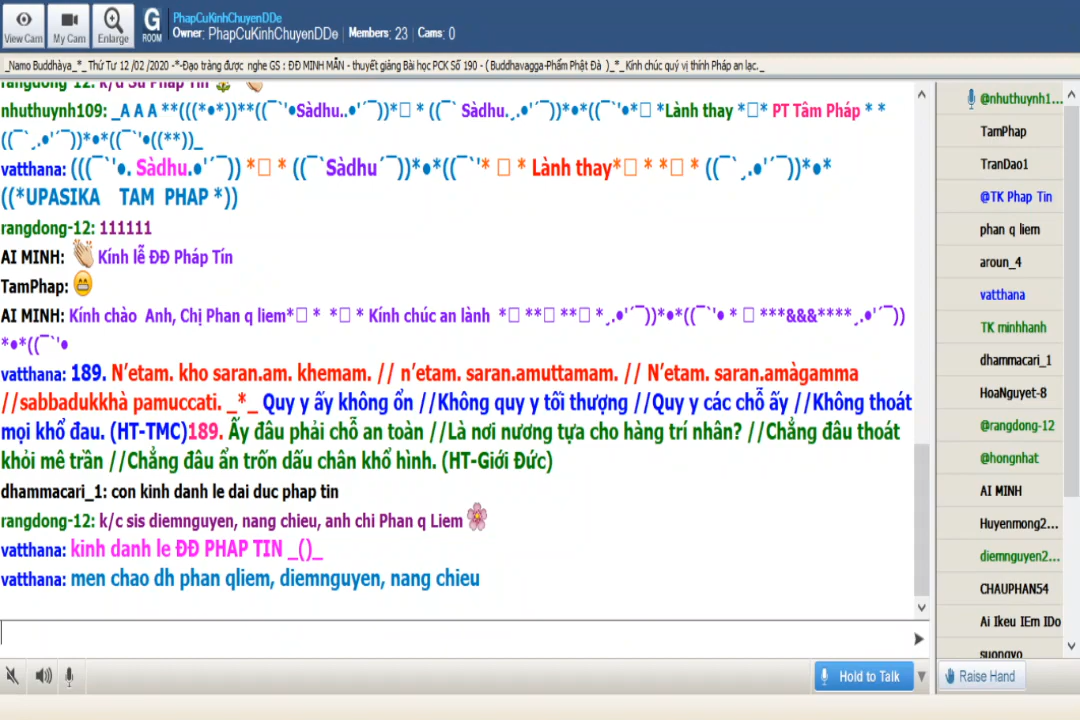 PhapCuKinhChuyenDDe
Owner: PhapCuKinhChuyenDDe | Members: 23 | Cams: 0
View Cam
My Cam
Enlarge
G ROOM
_Namo Buddhàya_*_ Thứ Tư 12 /02 /2020 -*-Đạo tràng được nghe GS : ĐĐ MINH MẪN - thuyết giảng Bài học PCK Số 190 - ( Buddhavagga-Phẩm Phật Đà )_*_Kính chúc quý vị thính Pháp an lạc._
rangdong-12: k/c Sư Pháp Tín
nhuthuynh109: _A A A **(((*●*))**((¯`'●Sàdhu..●'´¯))*▯ * ((¯` Sàdhu.¸.●'´¯))*●*((¯`'●*▯ *Lành thay *▯* PT Tâm Pháp * *
((¯`¸.●'´¯))*●*((¯`'●((**))_
vatthana: (((¯`'●. Sàdhu.●'´¯)) *▯ * ((¯`Sàdhu´¯))*●*((¯`'* ▯ * Lành thay*▯ * *▯ * ((¯`¸.●'´¯))*●*
((*UPASIKA TAM PHAP *))
rangdong-12: 111111
AI MINH: 👏 Kính lễ ĐĐ Pháp Tín
TamPhap: 😁
AI MINH: Kính chào Anh, Chị Phan q liem*▯ * *▯ * Kính chúc an lành *▯ **▯ **▯ *¸.●'´¯))*●*((¯`'● * ▯ ***&&&****¸.●'´¯))
*●*((¯`'●
vatthana: 189. N'etam. kho saran.am. khemam. // n'etam. saran.amuttamam. // N'etam. saran.amàgamma
//sabbadukkhà pamuccati. _*_ Quy y ấy không ổn //Không quy y tối thượng //Quy y các chỗ ấy //Không thoát
mọi khổ đau. (HT-TMC)189. Ấy đâu phải chỗ an toàn //Là nơi nương tựa cho hàng trí nhân? //Chẳng đâu thoát
khỏi mê trần //Chẳng đâu ẩn trốn dấu chân khổ hình. (HT-Giới Đức)
dhammacari_1: con kinh danh le dai duc phap tin
rangdong-12: k/c sis diemnguyen, nang chieu, anh chi Phan q Liem 🌸
vatthana: kinh danh le ĐĐ PHAP TIN _()_
vatthana: men chao dh phan qliem, diemnguyen, nang chieu
@nhuthuynh1...
TamPhap
TranDao1
@TK Phap Tin
phan q liem
aroun_4
vatthana
TK minhhanh
dhammacari_1
HoaNguyet-8
@rangdong-12
@hongnhat
AI MINH
Huyenmong2...
diemnguyen2...
CHAUPHAN54
Ai Ikeu IEm IDo
suongvo
Hold to Talk
Raise Hand